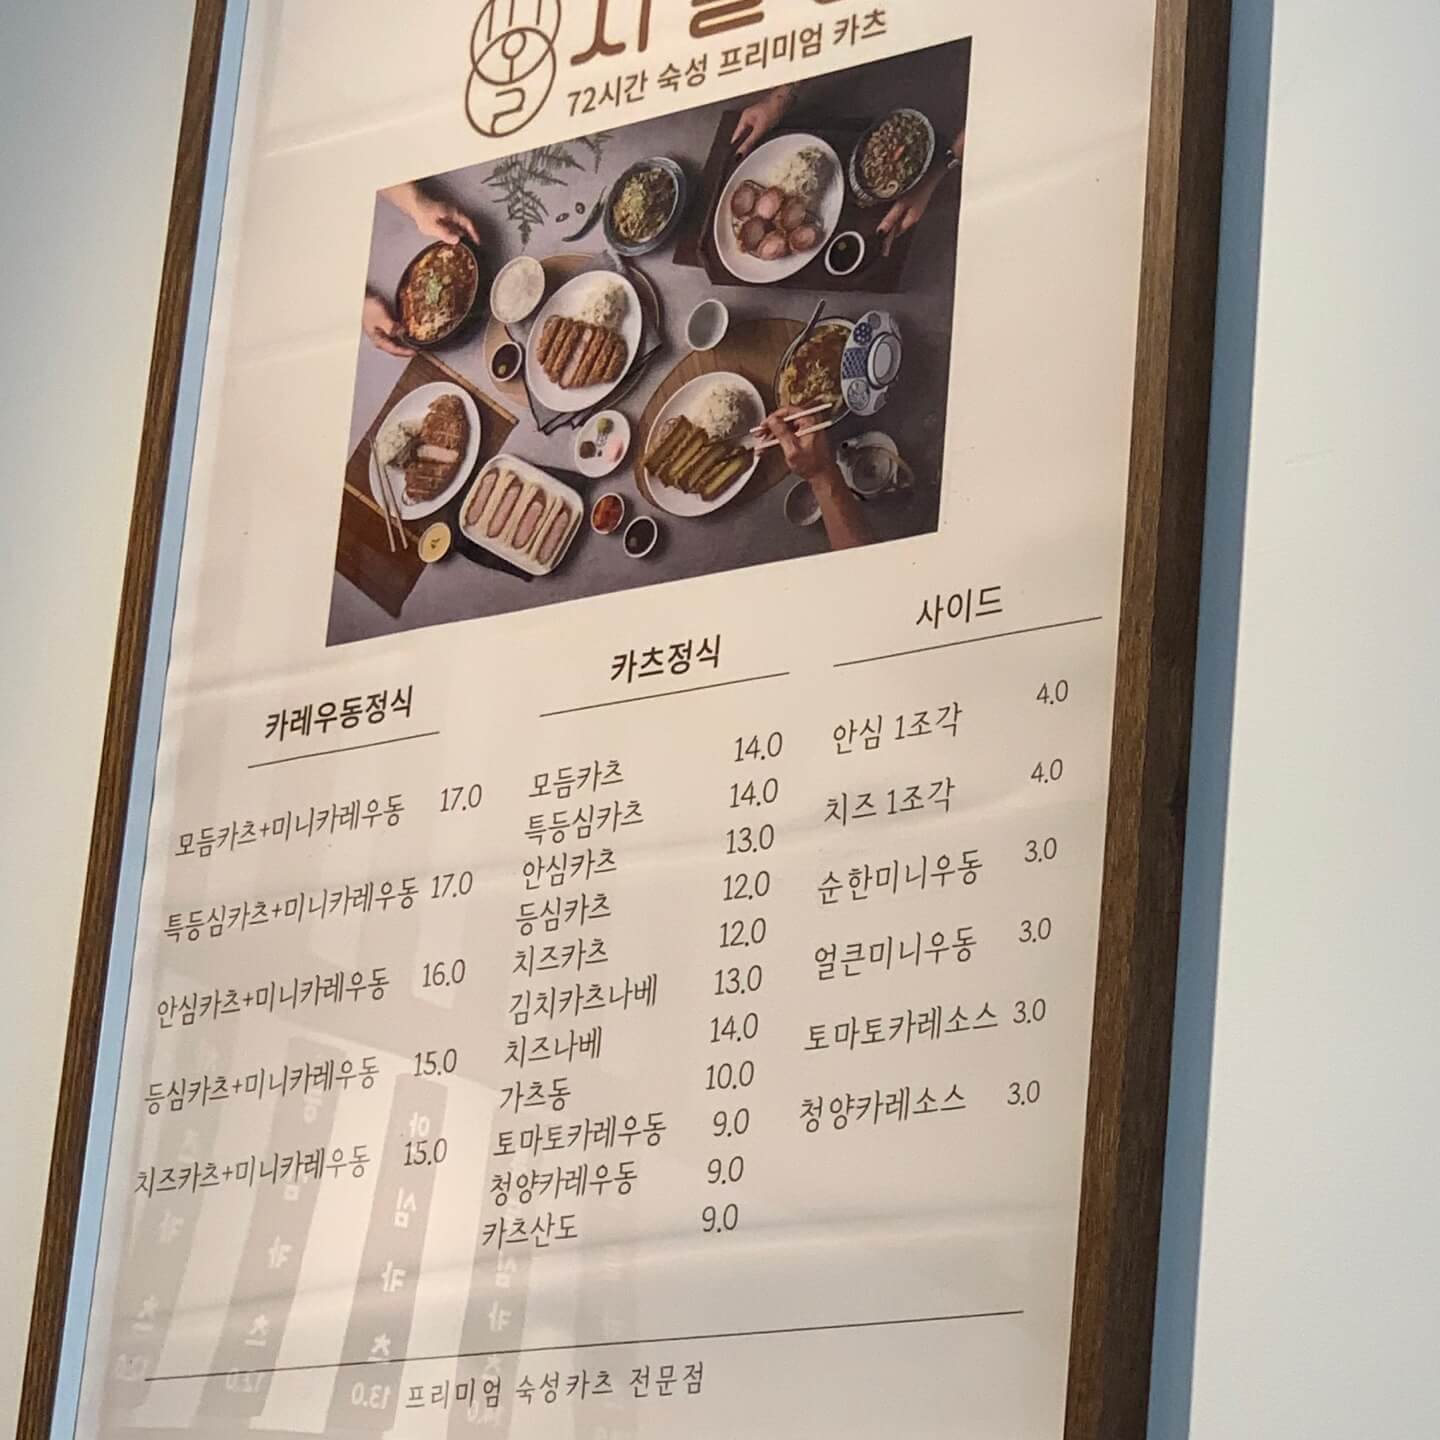 72시간 숙성 프리미엄 카츠
카레우동정식
모듬카츠+미니카레우동 17.0
특등심카츠+미니카레우동 17.0
안심카츠+미니카레우동 16.0
등심카츠+미니카레우동 15.0
치즈카츠+미니카레우동 15.0
카츠정식
모듬카츠 14.0
특등심카츠 14.0
안심카츠 13.0
등심카츠 12.0
치즈카츠 12.0
김치카츠나베 13.0
치즈나베 14.0
가츠동 10.0
토마토카레우동 9.0
청양카레우동 9.0
카츠산도 9.0
사이드
안심 1조각 4.0
치즈 1조각 4.0
순한미니우동 3.0
얼큰미니우동 3.0
토마토카레소스 3.0
청양카레소스 3.0
프리미엄 숙성카츠 전문점